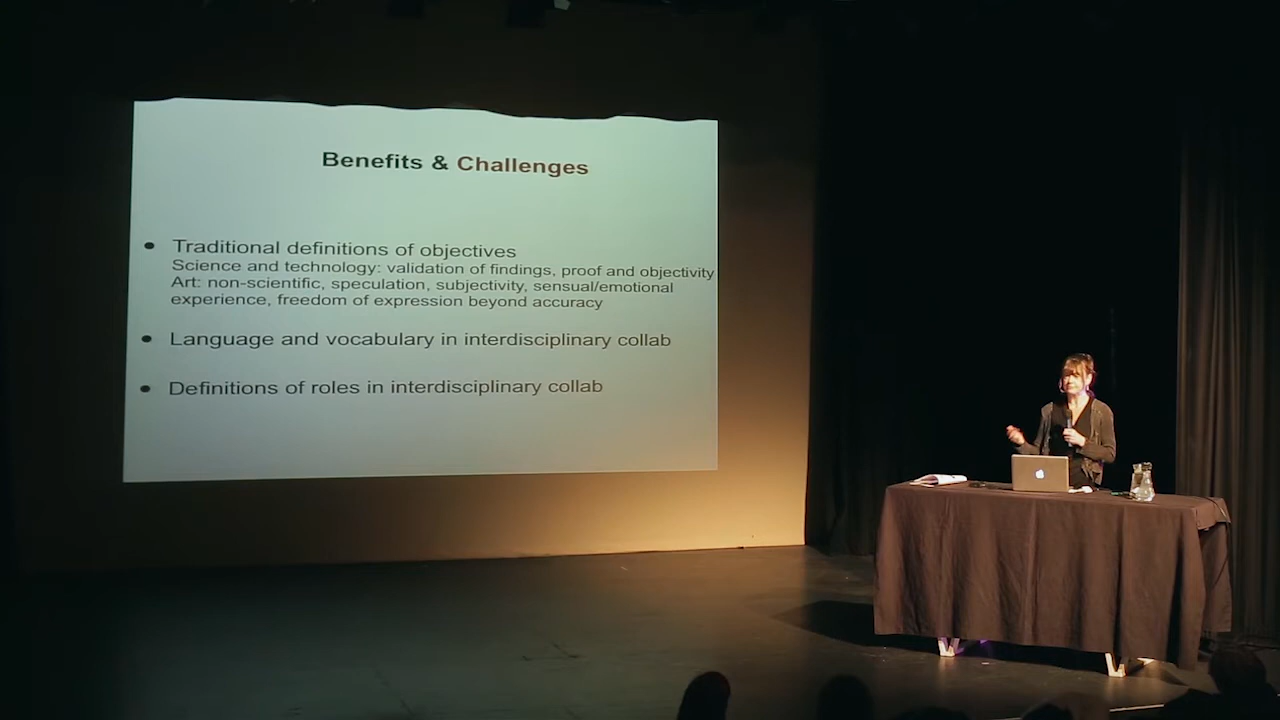 Benefits & Challenges
• Traditional definitions of objectives
Science and technology: validation of findings, proof and objectivity
Art: non-scientific, speculation, subjectivity, sensual/emotional
experience, freedom of expression beyond accuracy
• Language and vocabulary in interdisciplinary collab
• Definitions of roles in interdisciplinary collab